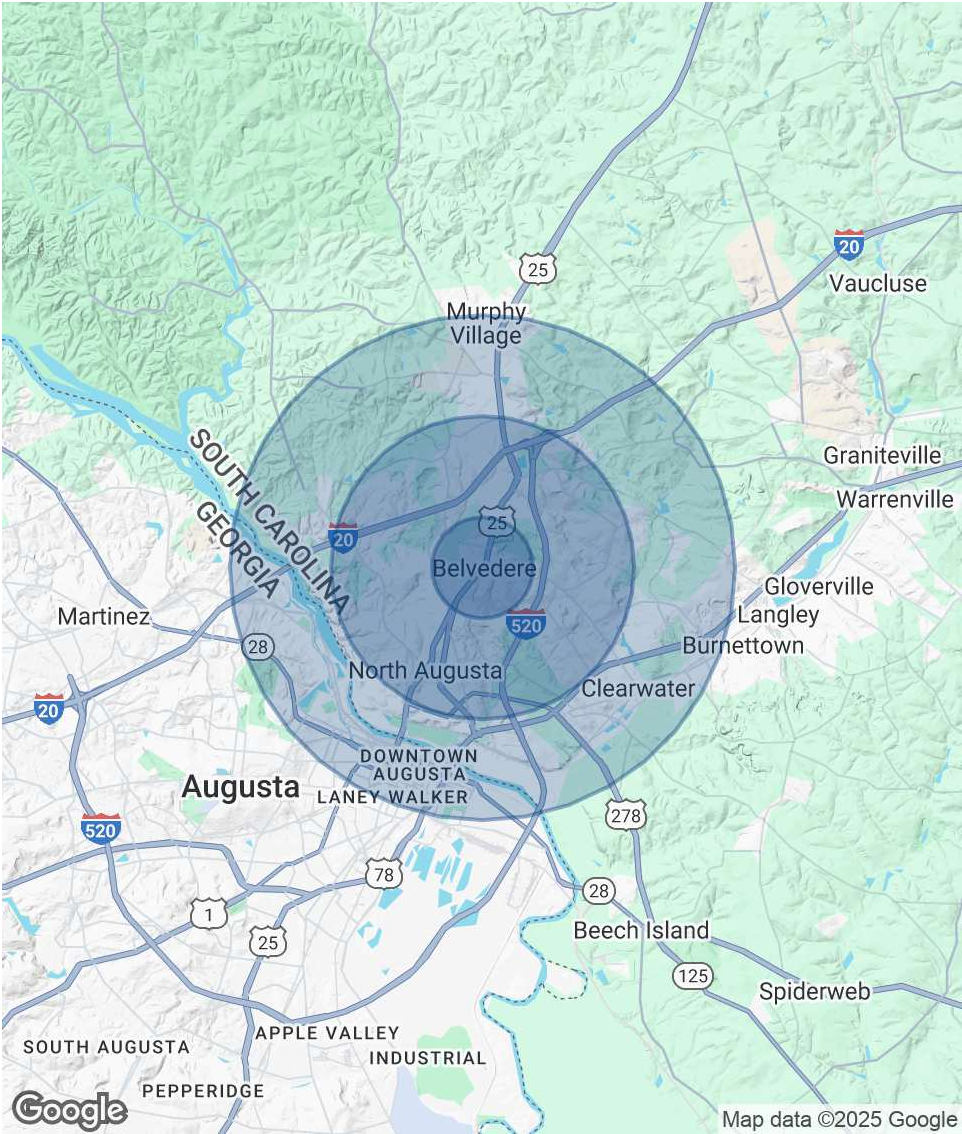 25
20
Vaucluse
Murphy
Village
SOUTH CAROLINA
GEORGIA
Graniteville
Warrenville
25
20
Belvedere
Gloverville
Martinez
520
Langley
28
Burnettown
North Augusta
Clearwater
20
DOWNTOWN
AUGUSTA
Augusta
LANEY WALKER
278
520
78
28
1
25
Beech Island
125
Spiderweb
SOUTH AUGUSTA
APPLE VALLEY
INDUSTRIAL
PEPPERIDGE
Google
Map data ©2025 Google